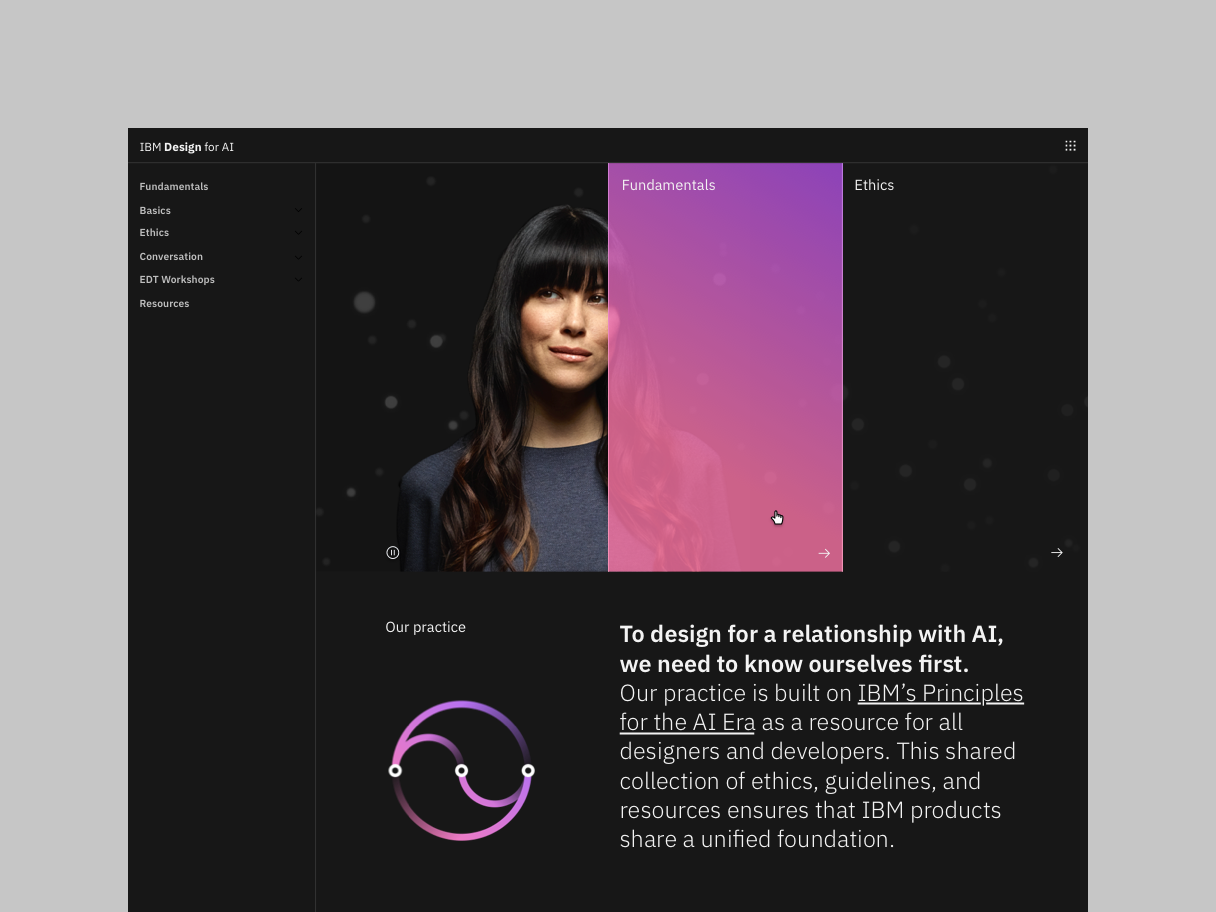 IBM Design for AI
Fundamentals
Basics
Ethics
Conversation
EDT Workshops
Resources
Fundamentals
Ethics
Our practice
To design for a relationship with AI,
we need to know ourselves first.
Our practice is built on IBM’s Principles
for the AI Era as a resource for all
designers and developers. This shared
collection of ethics, guidelines, and
resources ensures that IBM products
share a unified foundation.